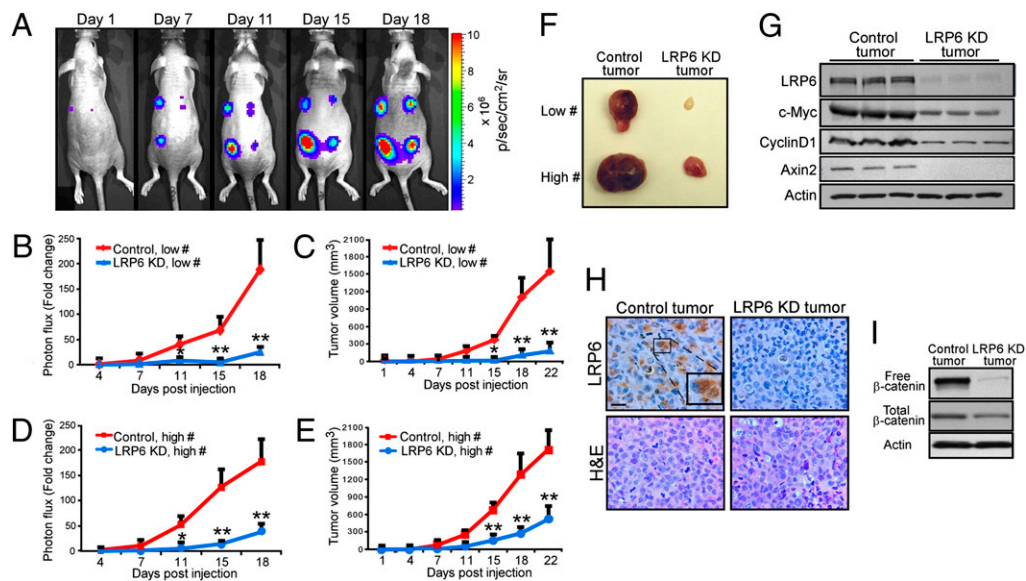 A
Day 1
Day 7
Day 11
Day 15
Day 18
10
8
6
4
2
p/sec/cm²/sr
x 10⁶
B
Photon flux (Fold change)
250
200
150
100
50
0
Control, low #
LRP6 KD, low #
*
**
**
4
7
11
15
18
Days post injection
C
Tumor volume (mm³)
2100
1800
1500
1200
900
600
300
0
Control, low #
LRP6 KD, low #
*
**
**
1
4
7
11
15
18
22
Days post injection
D
Photon flux (Fold change)
250
200
150
100
50
0
Control, high #
LRP6 KD, high #
*
**
**
4
7
11
15
18
Days post injection
E
Tumor volume (mm³)
2100
1800
1500
1200
900
600
300
0
Control, high #
LRP6 KD, high #
**
**
**
1
4
7
11
15
18
22
Days post injection
F
Control
tumor
LRP6 KD
tumor
Low #
High #
G
Control
tumor
LRP6 KD
tumor
LRP6
c-Myc
CyclinD1
Axin2
Actin
H
Control tumor
LRP6 KD tumor
LRP6
H&E
I
Control
tumor
LRP6 KD
tumor
Free
β-catenin
Total
β-catenin
Actin